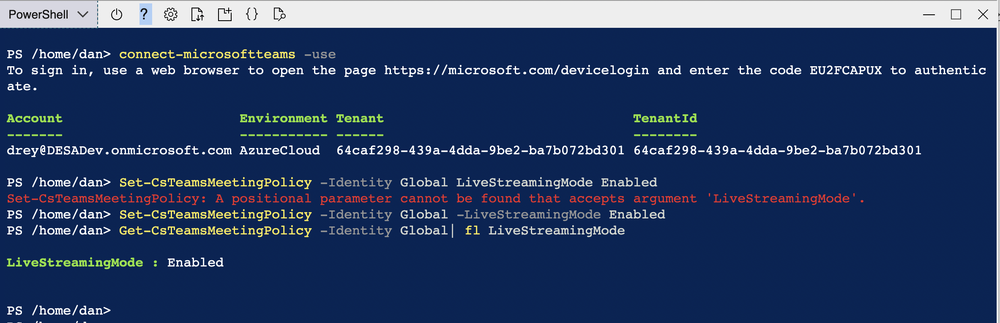 PowerShell
?
{}
PS /home/dan> connect-microsoftteams -use
To sign in, use a web browser to open the page https://microsoft.com/devicelogin and enter the code EU2FCAPUX to authentic
ate.
Account Environment Tenant TenantId
------- ----------- ------ --------
drey@DESADev.onmicrosoft.com AzureCloud 64caf298-439a-4dda-9be2-ba7b072bd301 64caf298-439a-4dda-9be2-ba7b072bd301
PS /home/dan> Set-CsTeamsMeetingPolicy -Identity Global LiveStreamingMode Enabled
Set-CsTeamsMeetingPolicy: A positional parameter cannot be found that accepts argument 'LiveStreamingMode'.
PS /home/dan> Set-CsTeamsMeetingPolicy -Identity Global -LiveStreamingMode Enabled
PS /home/dan> Get-CsTeamsMeetingPolicy -Identity Global| fl LiveStreamingMode
LiveStreamingMode : Enabled
PS /home/dan>